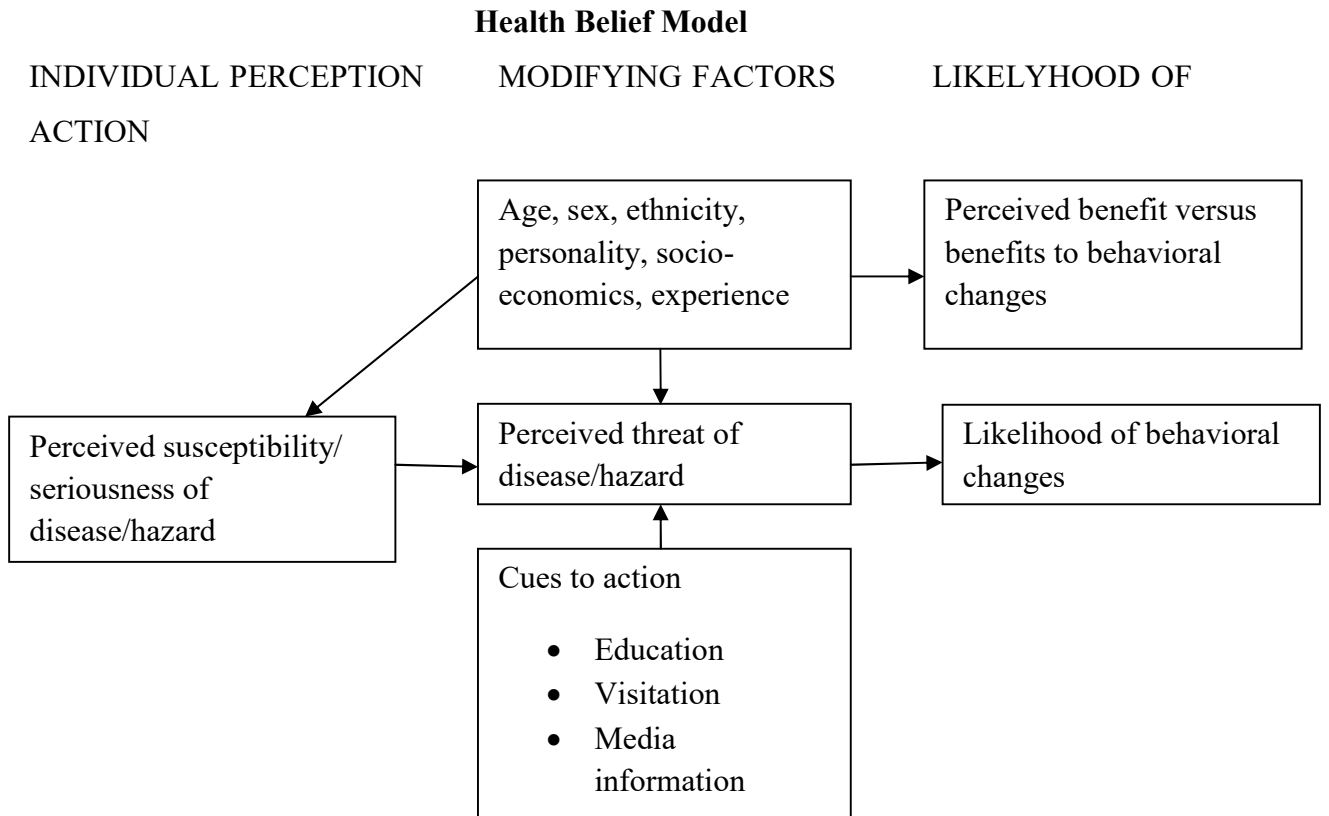 Health Belief Model
INDIVIDUAL PERCEPTION MODIFYING FACTORS LIKELYHOOD OF
ACTION
Age, sex, ethnicity,
personality, socio-
economics, experience
Perceived benefit versus
benefits to behavioral
changes
Perceived susceptibility/
seriousness of
disease/hazard
Perceived threat of
disease/hazard
Likelihood of behavioral
changes
Cues to action
• Education
• Visitation
• Media
information